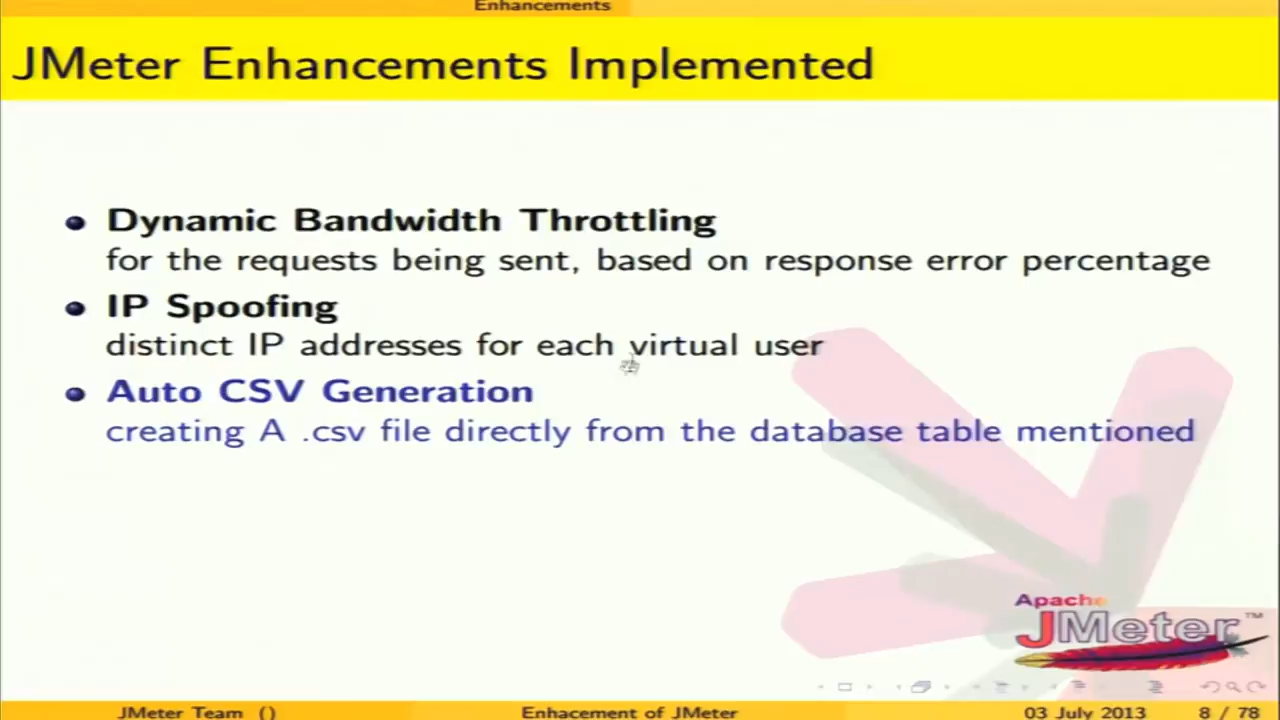 Enhancements
JMeter Enhancements Implemented
Dynamic Bandwidth Throttling
for the requests being sent, based on response error percentage
IP Spoofing
distinct IP addresses for each virtual user
Auto CSV Generation
creating A .csv file directly from the database table mentioned
Apache
JMeter™
JMeter Team ()
Enhacement of JMeter
03 July 2013
8 / 78